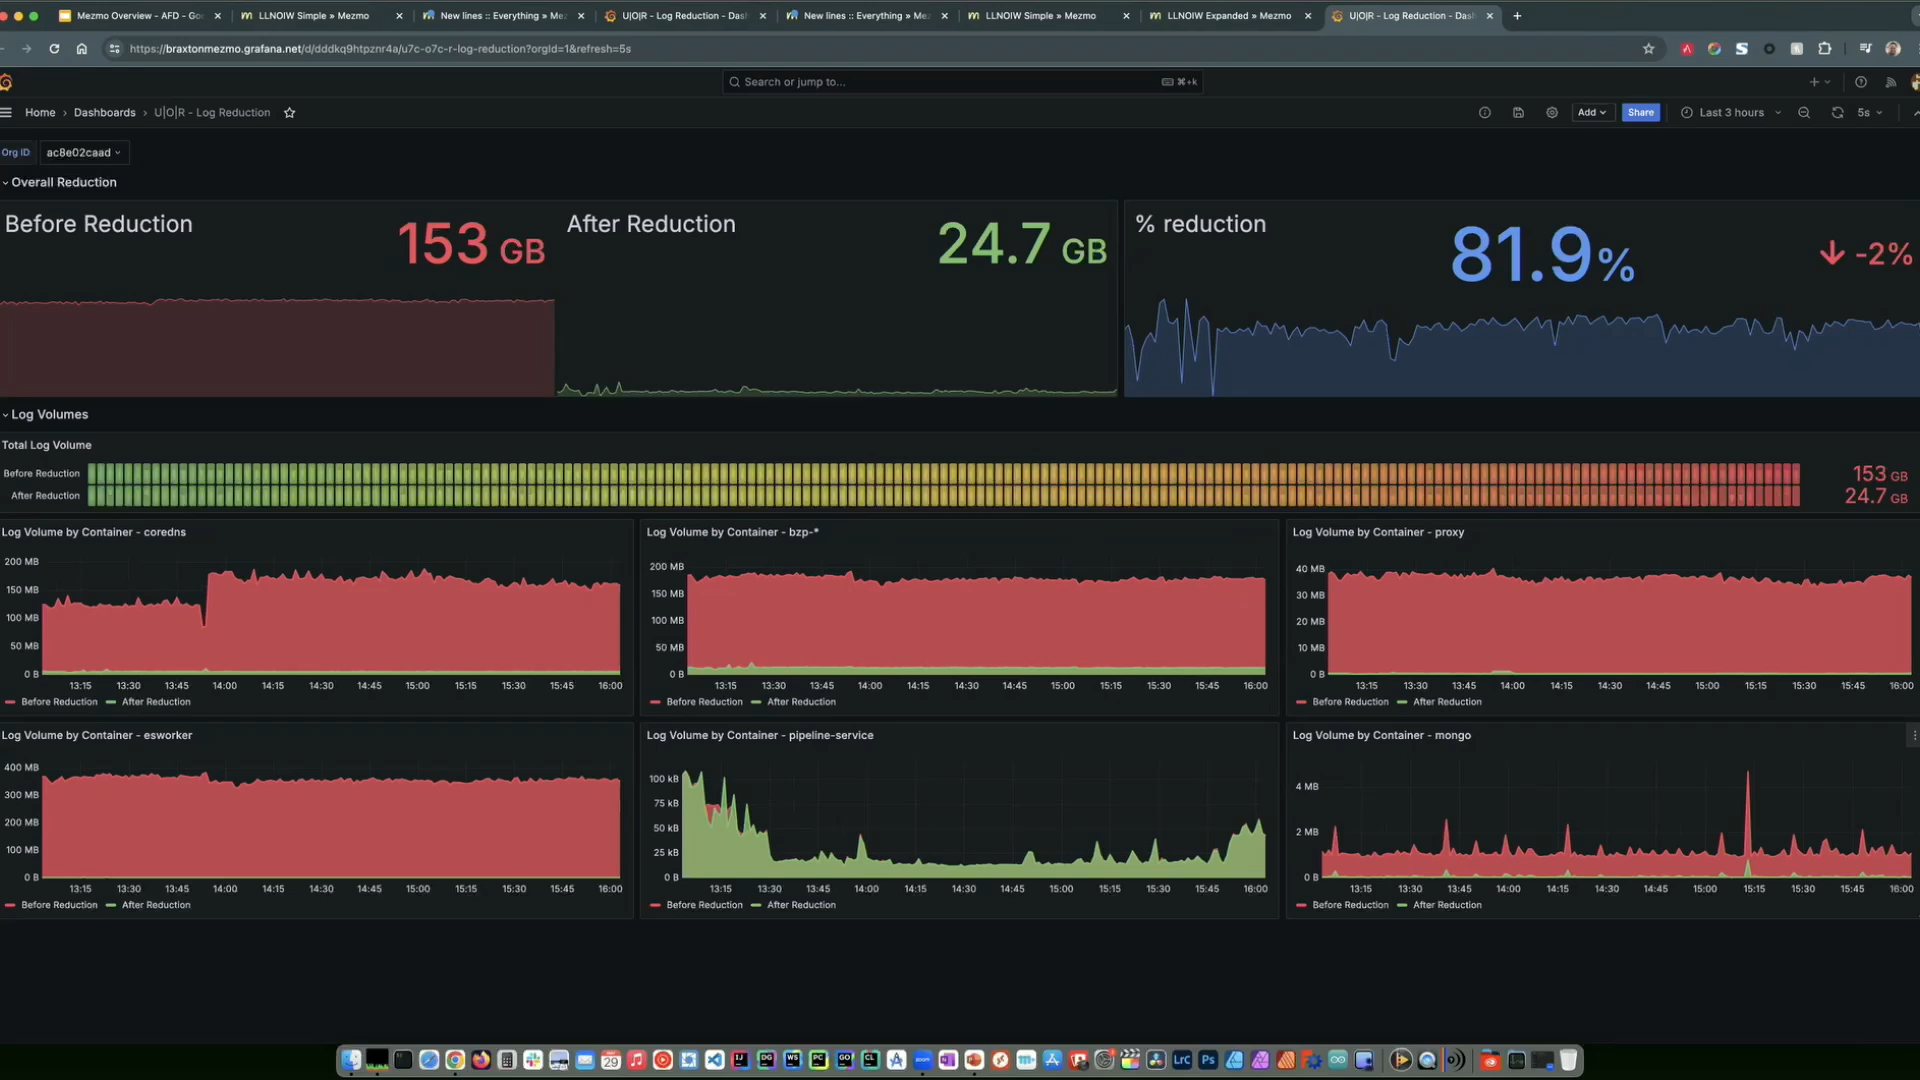 Mezmo Overview - AFD - Goo
LLNOIW Simple » Mezmo
New lines :: Everything » Me
U|O|R - Log Reduction - Das
New lines :: Everything » Me
LLNOIW Simple » Mezmo
LLNOIW Expanded » Mezmo
U|O|R - Log Reduction - Das
https://braxtonmezmo.grafana.net/d/dddkq9htpznr4a/u7c-o7c-r-log-reduction?orgId=1&refresh=5s
Search or jump to...
⌘+k
Home › Dashboards › U|O|R - Log Reduction
Add
Share
Last 3 hours
5s
Org ID
ac8e02caad
Overall Reduction
Before Reduction
153 GB
After Reduction
24.7 GB
% reduction
81.9%
-2%
Log Volumes
Total Log Volume
Before Reduction
153 GB
After Reduction
24.7 GB
Log Volume by Container - coredns
200 MB
150 MB
100 MB
50 MB
0 B
13:15 13:30 13:45 14:00 14:15 14:30 14:45 15:00 15:15 15:30 15:45 16:00
Before Reduction After Reduction
Log Volume by Container - bzp-*
200 MB
150 MB
100 MB
50 MB
0 B
13:15 13:30 13:45 14:00 14:15 14:30 14:45 15:00 15:15 15:30 15:45 16:00
Before Reduction After Reduction
Log Volume by Container - proxy
40 MB
30 MB
20 MB
10 MB
0 B
13:15 13:30 13:45 14:00 14:15 14:30 14:45 15:00 15:15 15:30 15:45 16:00
Before Reduction After Reduction
Log Volume by Container - esworker
400 MB
300 MB
200 MB
100 MB
0 B
13:15 13:30 13:45 14:00 14:15 14:30 14:45 15:00 15:15 15:30 15:45 16:00
Before Reduction After Reduction
Log Volume by Container - pipeline-service
100 kB
75 kB
50 kB
25 kB
0 B
13:15 13:30 13:45 14:00 14:15 14:30 14:45 15:00 15:15 15:30 15:45 16:00
Before Reduction After Reduction
Log Volume by Container - mongo
4 MB
2 MB
0 B
13:15 13:30 13:45 14:00 14:15 14:30 14:45 15:00 15:15 15:30 15:45 16:00
Before Reduction After Reduction
29
IJ
DG
WS
PC
GO
CL
zoom
LrC
Ps